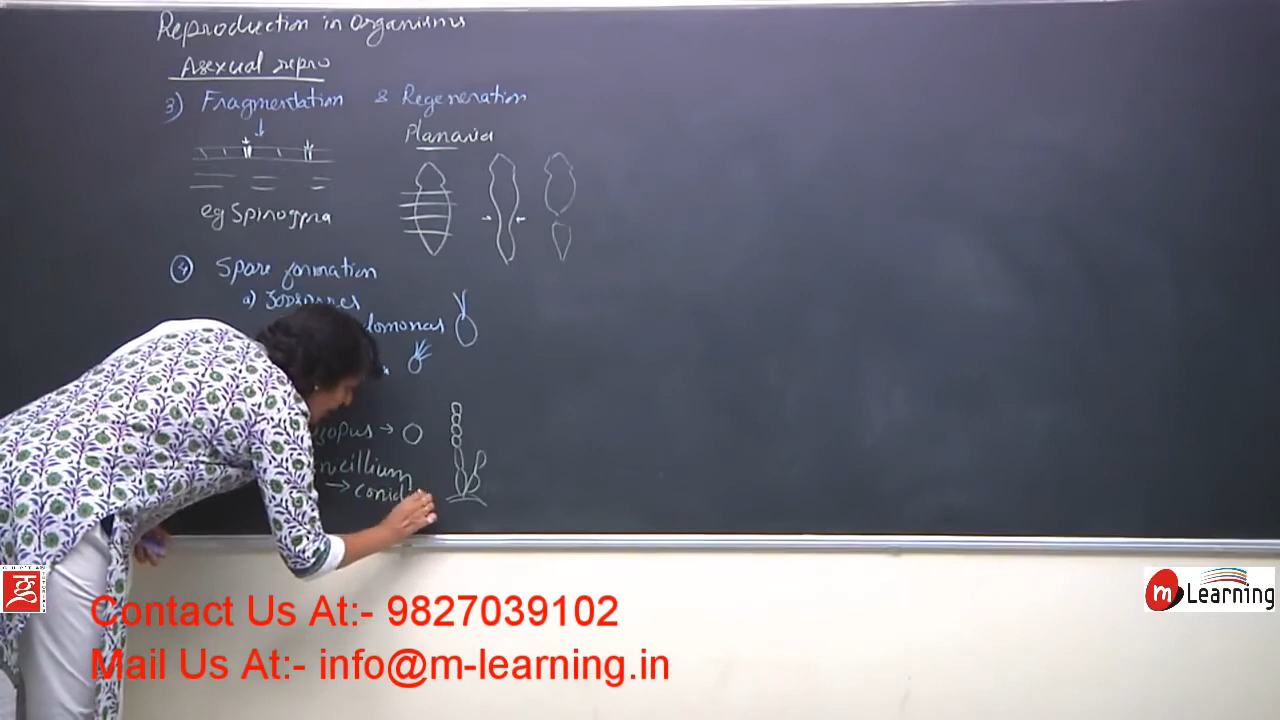 Reproduction in organisms
Asexual repro
3) Fragmentation & Regeneration
Planaria
eg Spirogyra
④ Spore formation
a) Zoospores
lomonas
opus →
nicillium
→ conid
Contact Us At:- 9827039102
Mail Us At:- info@m-learning.in
m Learning